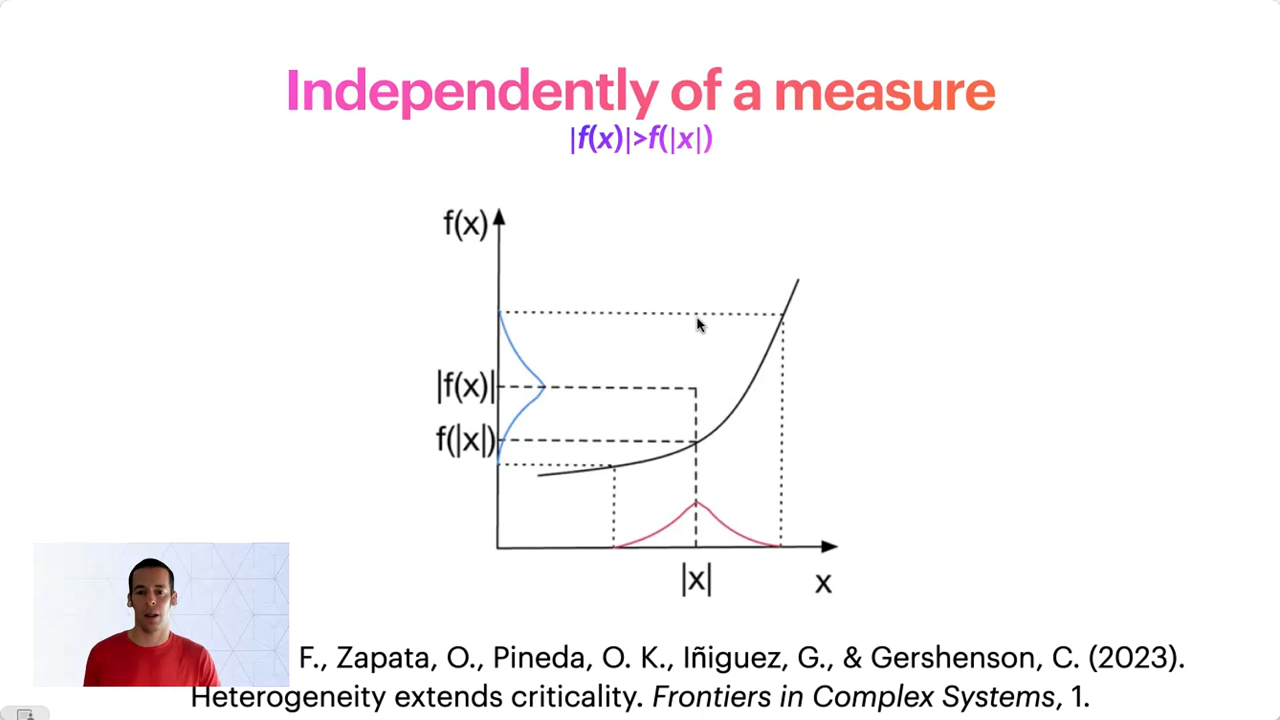 Independently of a measure
|f(x)|>f(|x|)
f(x)
|f(x)|
f(|x|)
|x|
x
F., Zapata, O., Pineda, O. K., Iñiguez, G., & Gershenson, C. (2023).
Heterogeneity extends criticality. Frontiers in Complex Systems, 1.